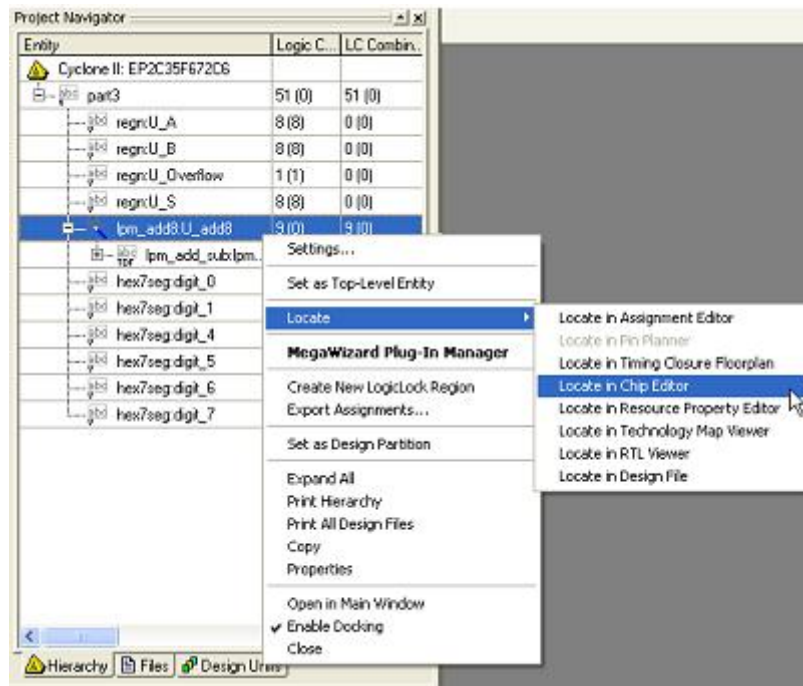 Project Navigator
Entity Logic C... LC Combin..
Cyclone II: EP2C35F672C6
part3 51 (0) 51 (0)
regn:U_A 8 (8) 0 (0)
regn:U_B 8 (8) 0 (0)
regn:U_Overflow 1 (1) 0 (0)
regn:U_S 8 (8) 0 (0)
lpm_add8:U_add8 9 (0) 9 (0)
lpm_add_sub:lpm..
hex7seg:digit_0
hex7seg:digit_1
hex7seg:digit_4
hex7seg:digit_5
hex7seg:digit_6
hex7seg:digit_7
Settings...
Set as Top-Level Entity
Locate
MegaWizard Plug-In Manager
Create New LogicLock Region
Export Assignments...
Set as Design Partition
Expand All
Print Hierarchy
Print All Design Files
Copy
Properties
Open in Main Window
Enable Docking
Close
Locate in Assignment Editor
Locate in Pin Planner
Locate in Timing Closure Floorplan
Locate in Chip Editor
Locate in Resource Property Editor
Locate in Technology Map Viewer
Locate in RTL Viewer
Locate in Design File
Hierarchy Files Design Units